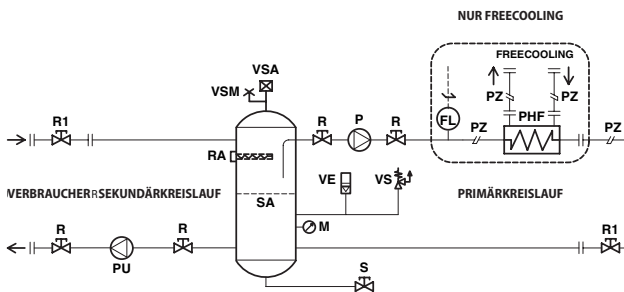 NUR FREECOOLING
FREECOOLING
VSA
VSM
PZ PZ
R1 R P R FL PZ PHF PZ
RA
VERBRAUCHERRSEKUNDÄRKREISLAUF
SA
VE VS
PRIMÄRKREISLAUF
M
R R R1
PU
S